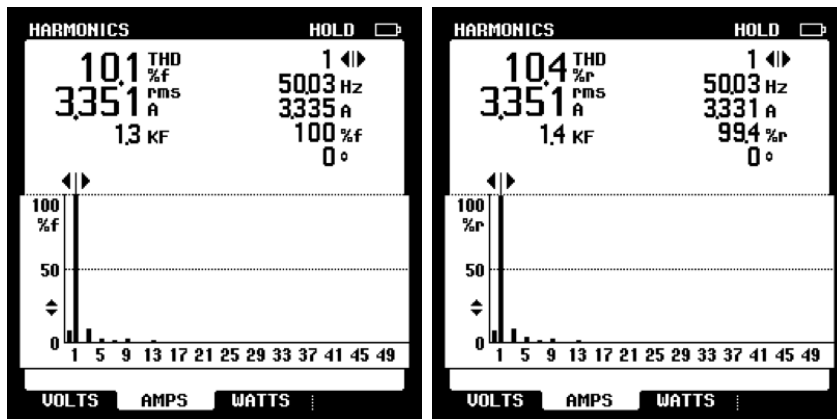 HARMONICS HOLD
10.1 THD %f 1
3.351 rms A 50.03 Hz
1.3 KF 3.335 A
100 %f
0 °
100
%f
50
0
1 5 9 13 17 21 25 29 33 37 41 45 49
VOLTS AMPS WATTS
HARMONICS HOLD
10.4 THD %r 1
3.351 rms A 50.03 Hz
1.4 KF 3.331 A
99.4 %r
0 °
100
%r
50
0
1 5 9 13 17 21 25 29 33 37 41 45 49
VOLTS AMPS WATTS